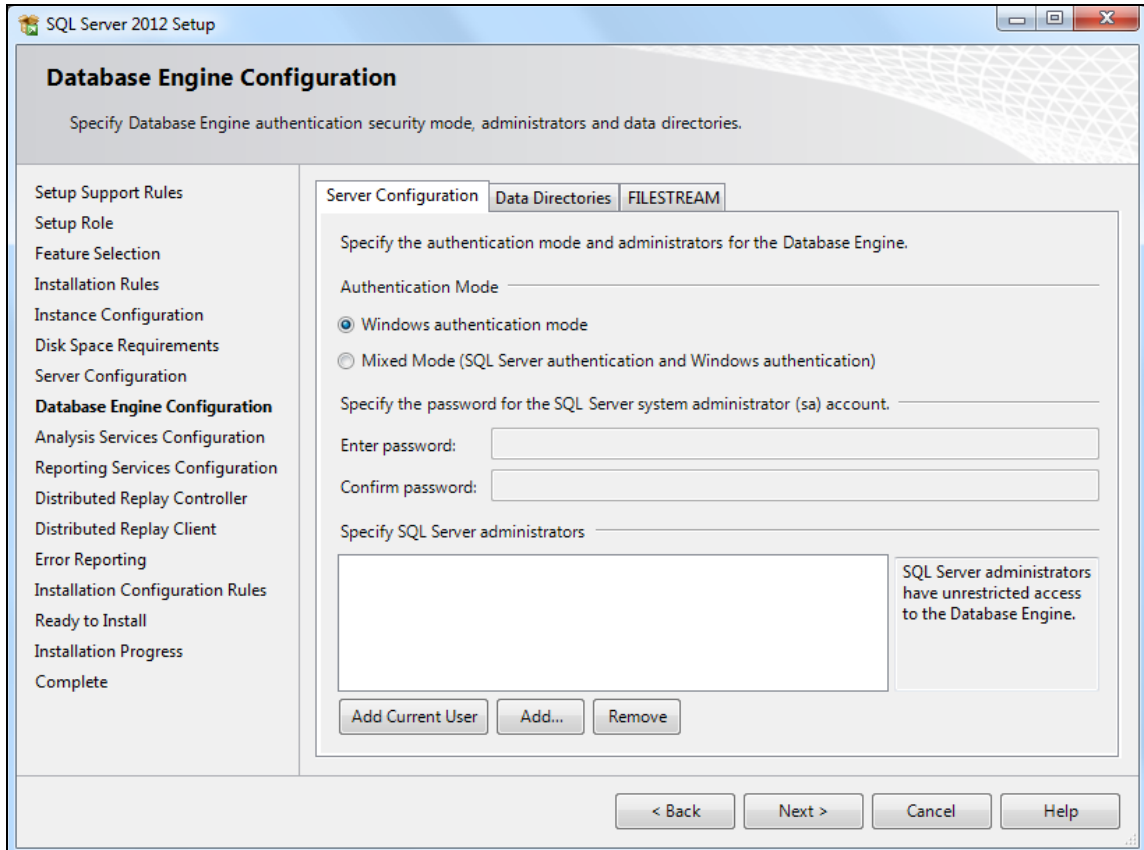 SQL Server 2012 Setup
Database Engine Configuration
Specify Database Engine authentication security mode, administrators and data directories.
Setup Support Rules
Setup Role
Feature Selection
Installation Rules
Instance Configuration
Disk Space Requirements
Server Configuration
Database Engine Configuration
Analysis Services Configuration
Reporting Services Configuration
Distributed Replay Controller
Distributed Replay Client
Error Reporting
Installation Configuration Rules
Ready to Install
Installation Progress
Complete
Server Configuration Data Directories FILESTREAM
Specify the authentication mode and administrators for the Database Engine.
Authentication Mode
Windows authentication mode
Mixed Mode (SQL Server authentication and Windows authentication)
Specify the password for the SQL Server system administrator (sa) account.
Enter password:
Confirm password:
Specify SQL Server administrators
SQL Server administrators
have unrestricted access
to the Database Engine.
Add Current User Add... Remove
< Back Next > Cancel Help